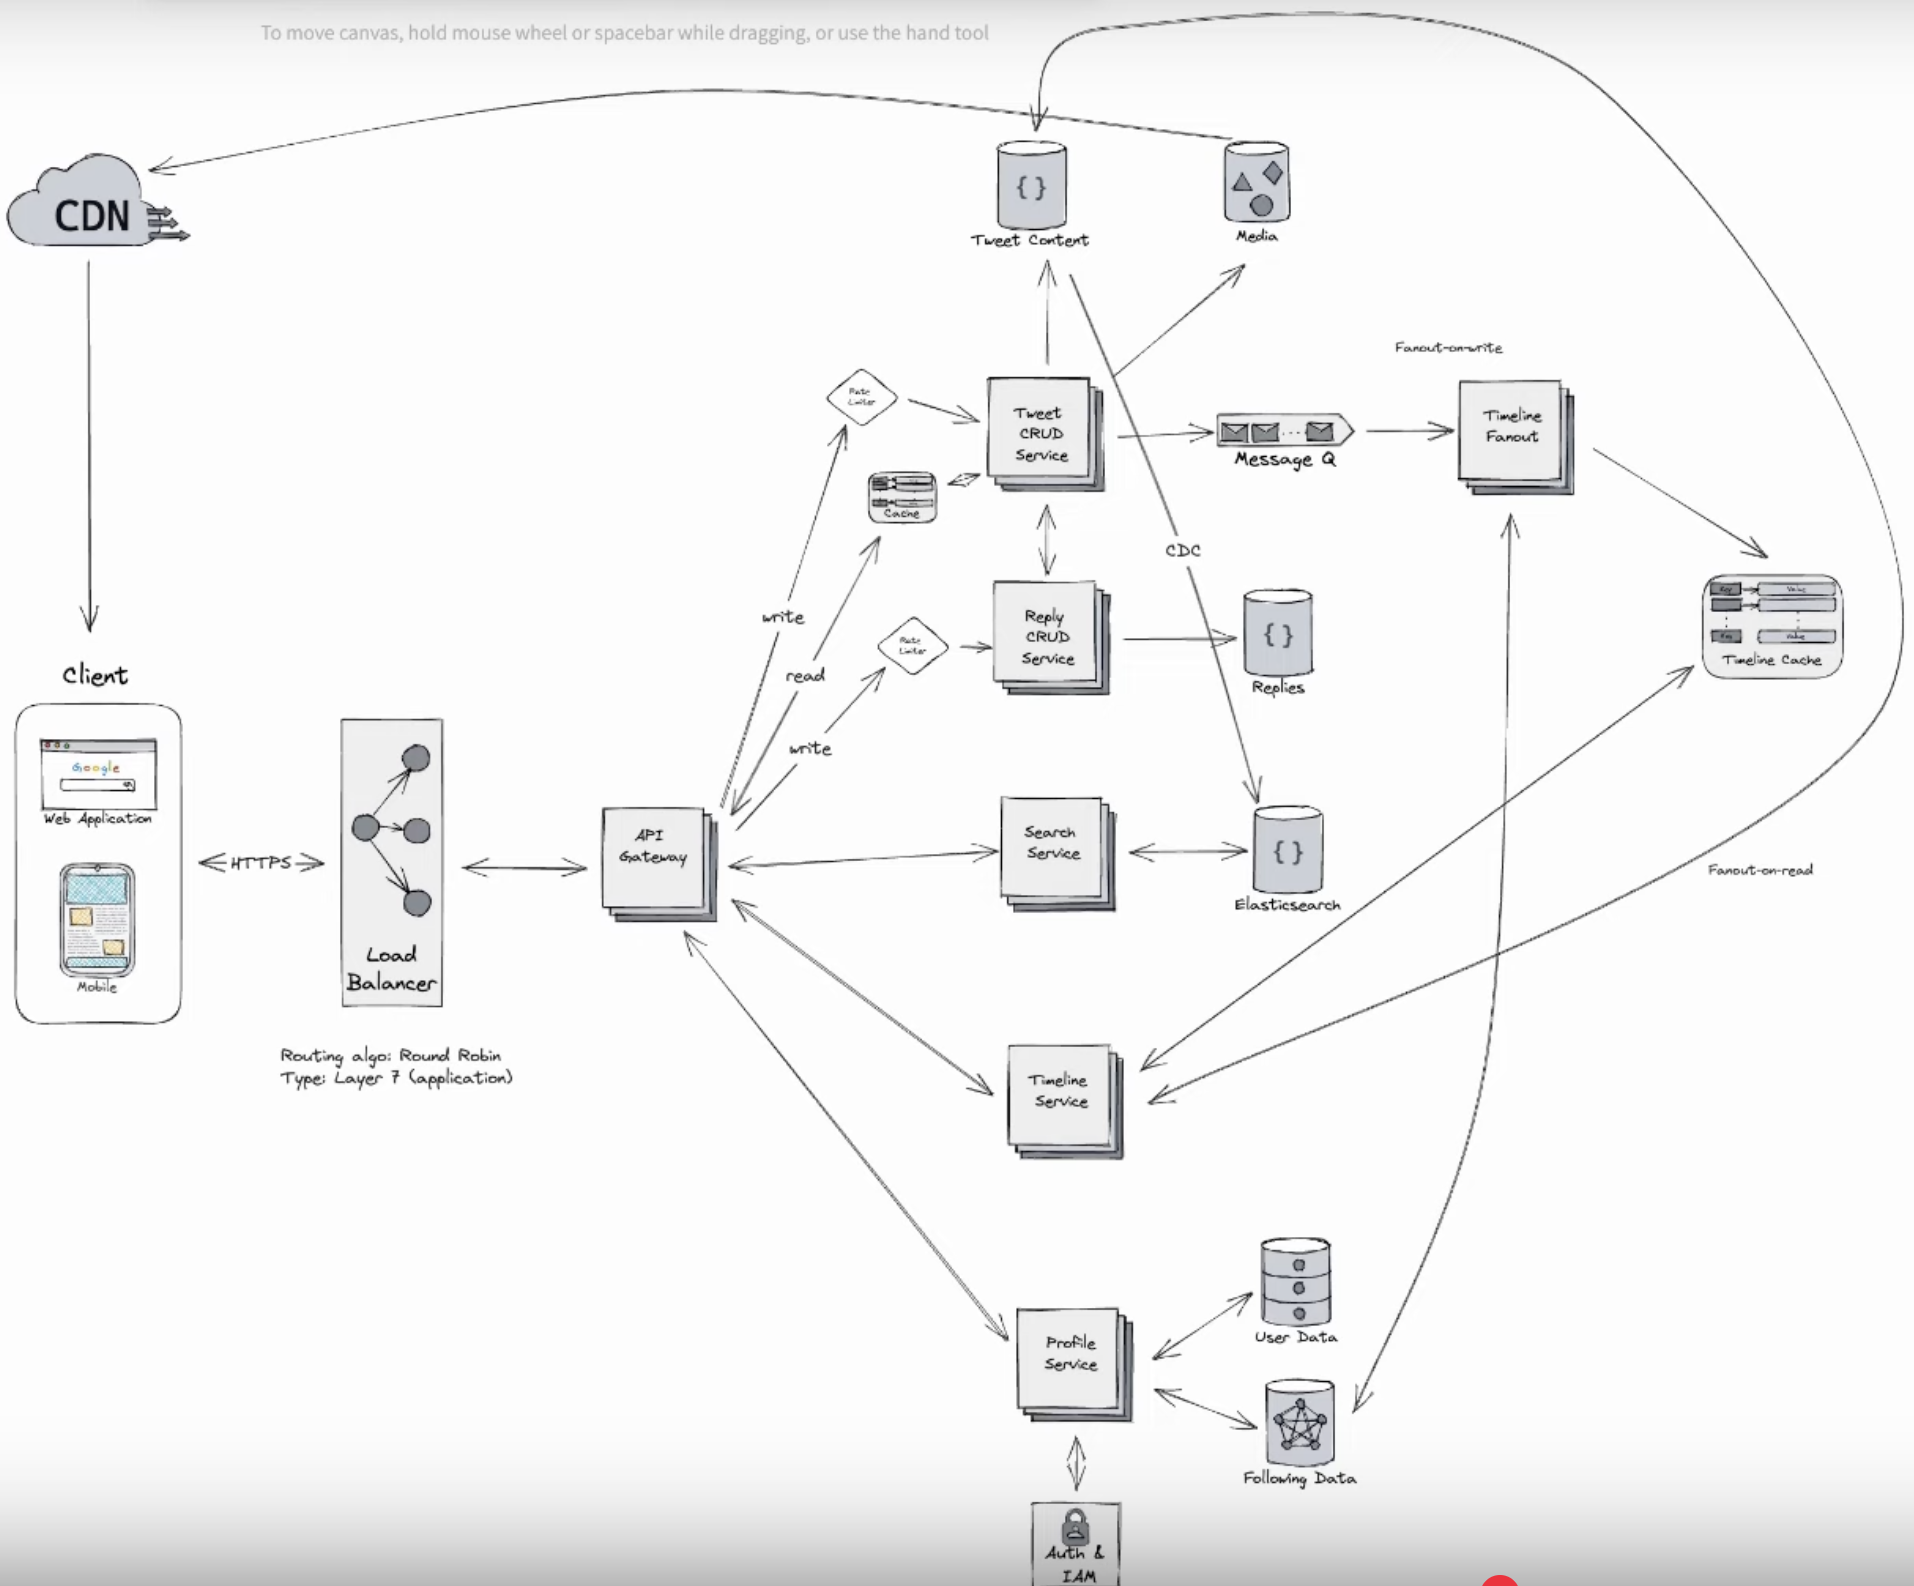 To move canvas, hold mouse wheel or spacebar while dragging, or use the hand tool
CDN
Tweet Content
Media
Fanout-on-write
Rate
Limiter
Tweet
CRUD
Service
Timeline
Fanout
Message Q
Cache
CDC
write
Reply
CRUD
Service
Rate
Limiter
Key
Value
Key
Value
Timeline Cache
read
Replies
Client
write
Google
Web Application
API
Gateway
Search
Service
HTTPS
Fanout-on-read
Elasticsearch
Load
Balancer
Mobile
Routing algo: Round Robin
Type: Layer 7 (application)
Timeline
Service
User Data
Profile
Service
Following Data
Auth &
IAM